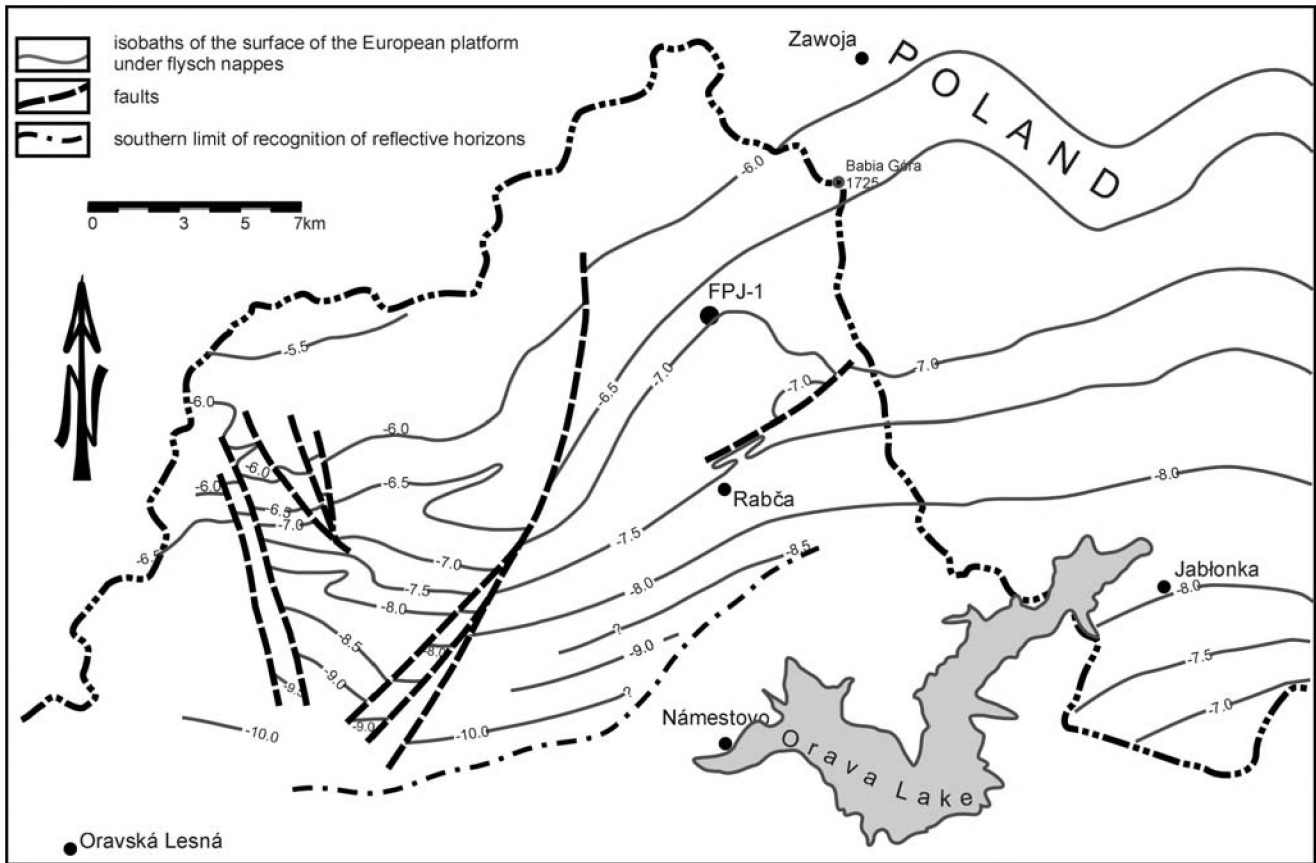 isobaths of the surface of the European platform
under flysch nappes
faults
southern limit of recognition of reflective horizons
0 3 5 7km
Zawoja
POLAND
Babia Góra
1725
-6.0
FPJ-1
-5.5
-7.0
-6.5
-7.0
-7.0
-6.0
-6.0
-6.0
-6.0
-6.5
-6.5
-7.0
-6.5
Rabča
-8.0
-7.5
-7.0
-8.5
-7.5
-8.0
-8.0
Jabłonka
-8.0
?
-8.5
-8.0
-9.0
-7.5
-9.0
-9.5
?
-7.0
-10.0
-9.0
-10.0
Námestovo
Orava Lake
Oravská Lesná